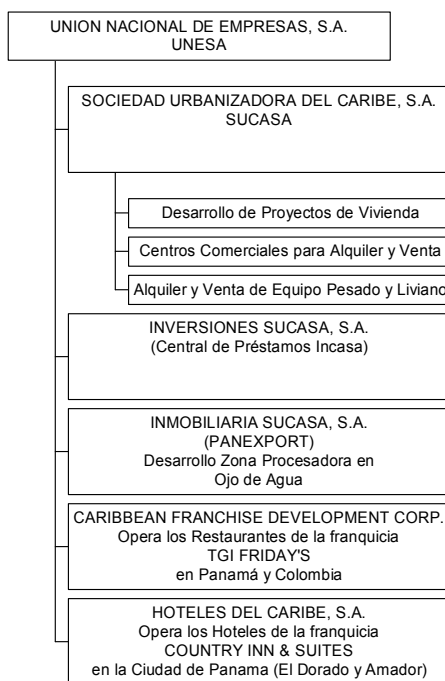 UNION NACIONAL DE EMPRESAS, S.A.
UNESA
SOCIEDAD URBANIZADORA DEL CARIBE, S.A.
SUCASA
Desarrollo de Proyectos de Vivienda
Centros Comerciales para Alquiler y Venta
Alquiler y Venta de Equipo Pesado y Liviano
INVERSIONES SUCASA, S.A.
(Central de Préstamos Incasa)
INMOBILIARIA SUCASA, S.A.
(PANEXPORT)
Desarrollo Zona Procesadora en
Ojo de Agua
CARIBBEAN FRANCHISE DEVELOPMENT CORP.
Opera los Restaurantes de la franquicia
TGI FRIDAY'S
en Panamá y Colombia
HOTELES DEL CARIBE, S.A.
Opera los Hoteles de la franquicia
COUNTRY INN & SUITES
en la Ciudad de Panama (El Dorado y Amador)